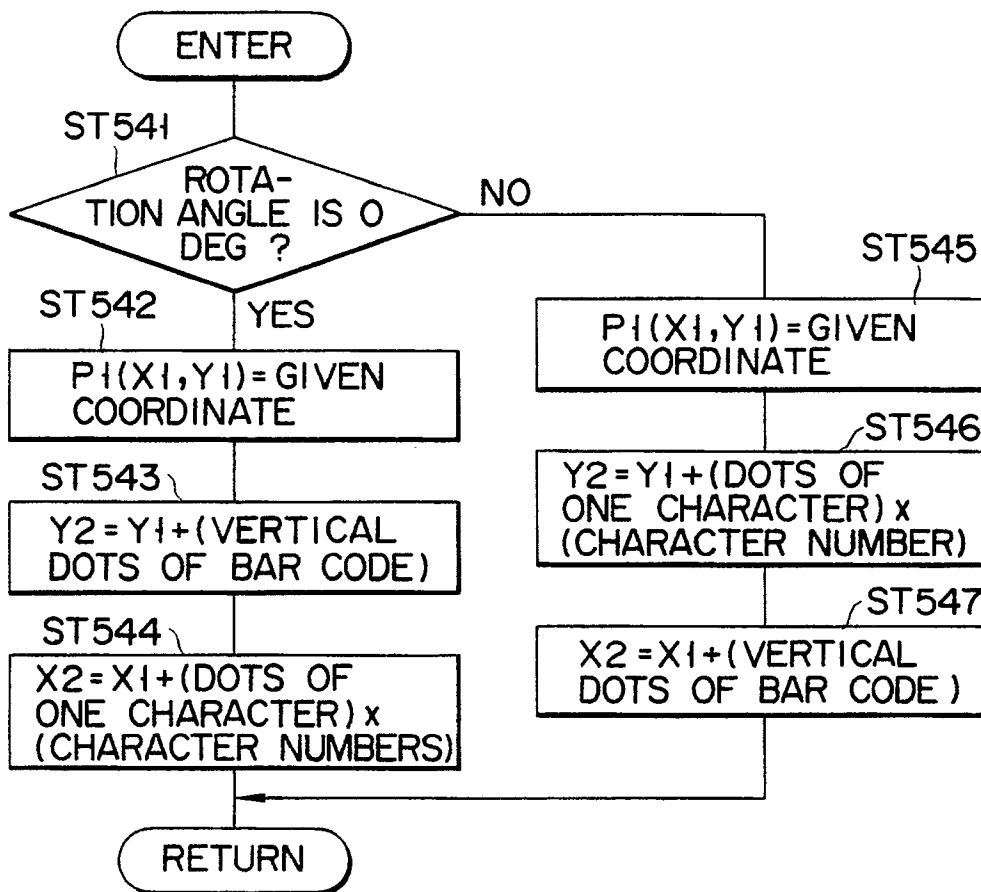 ENTER
ST541
ROTA-
TION ANGLE IS 0
DEG ?
NO
YES
ST542
P1(X1,Y1)=GIVEN
COORDINATE
ST543
Y2=Y1+(VERTICAL
DOTS OF BAR CODE)
ST544
X2=X1+(DOTS OF
ONE CHARACTER)x
(CHARACTER NUMBERS)
ST545
P1(X1,Y1)=GIVEN
COORDINATE
ST546
Y2=Y1+(DOTS OF
ONE CHARACTER)x
(CHARACTER NUMBER)
ST547
X2=X1+(VERTICAL
DOTS OF BAR CODE)
RETURN